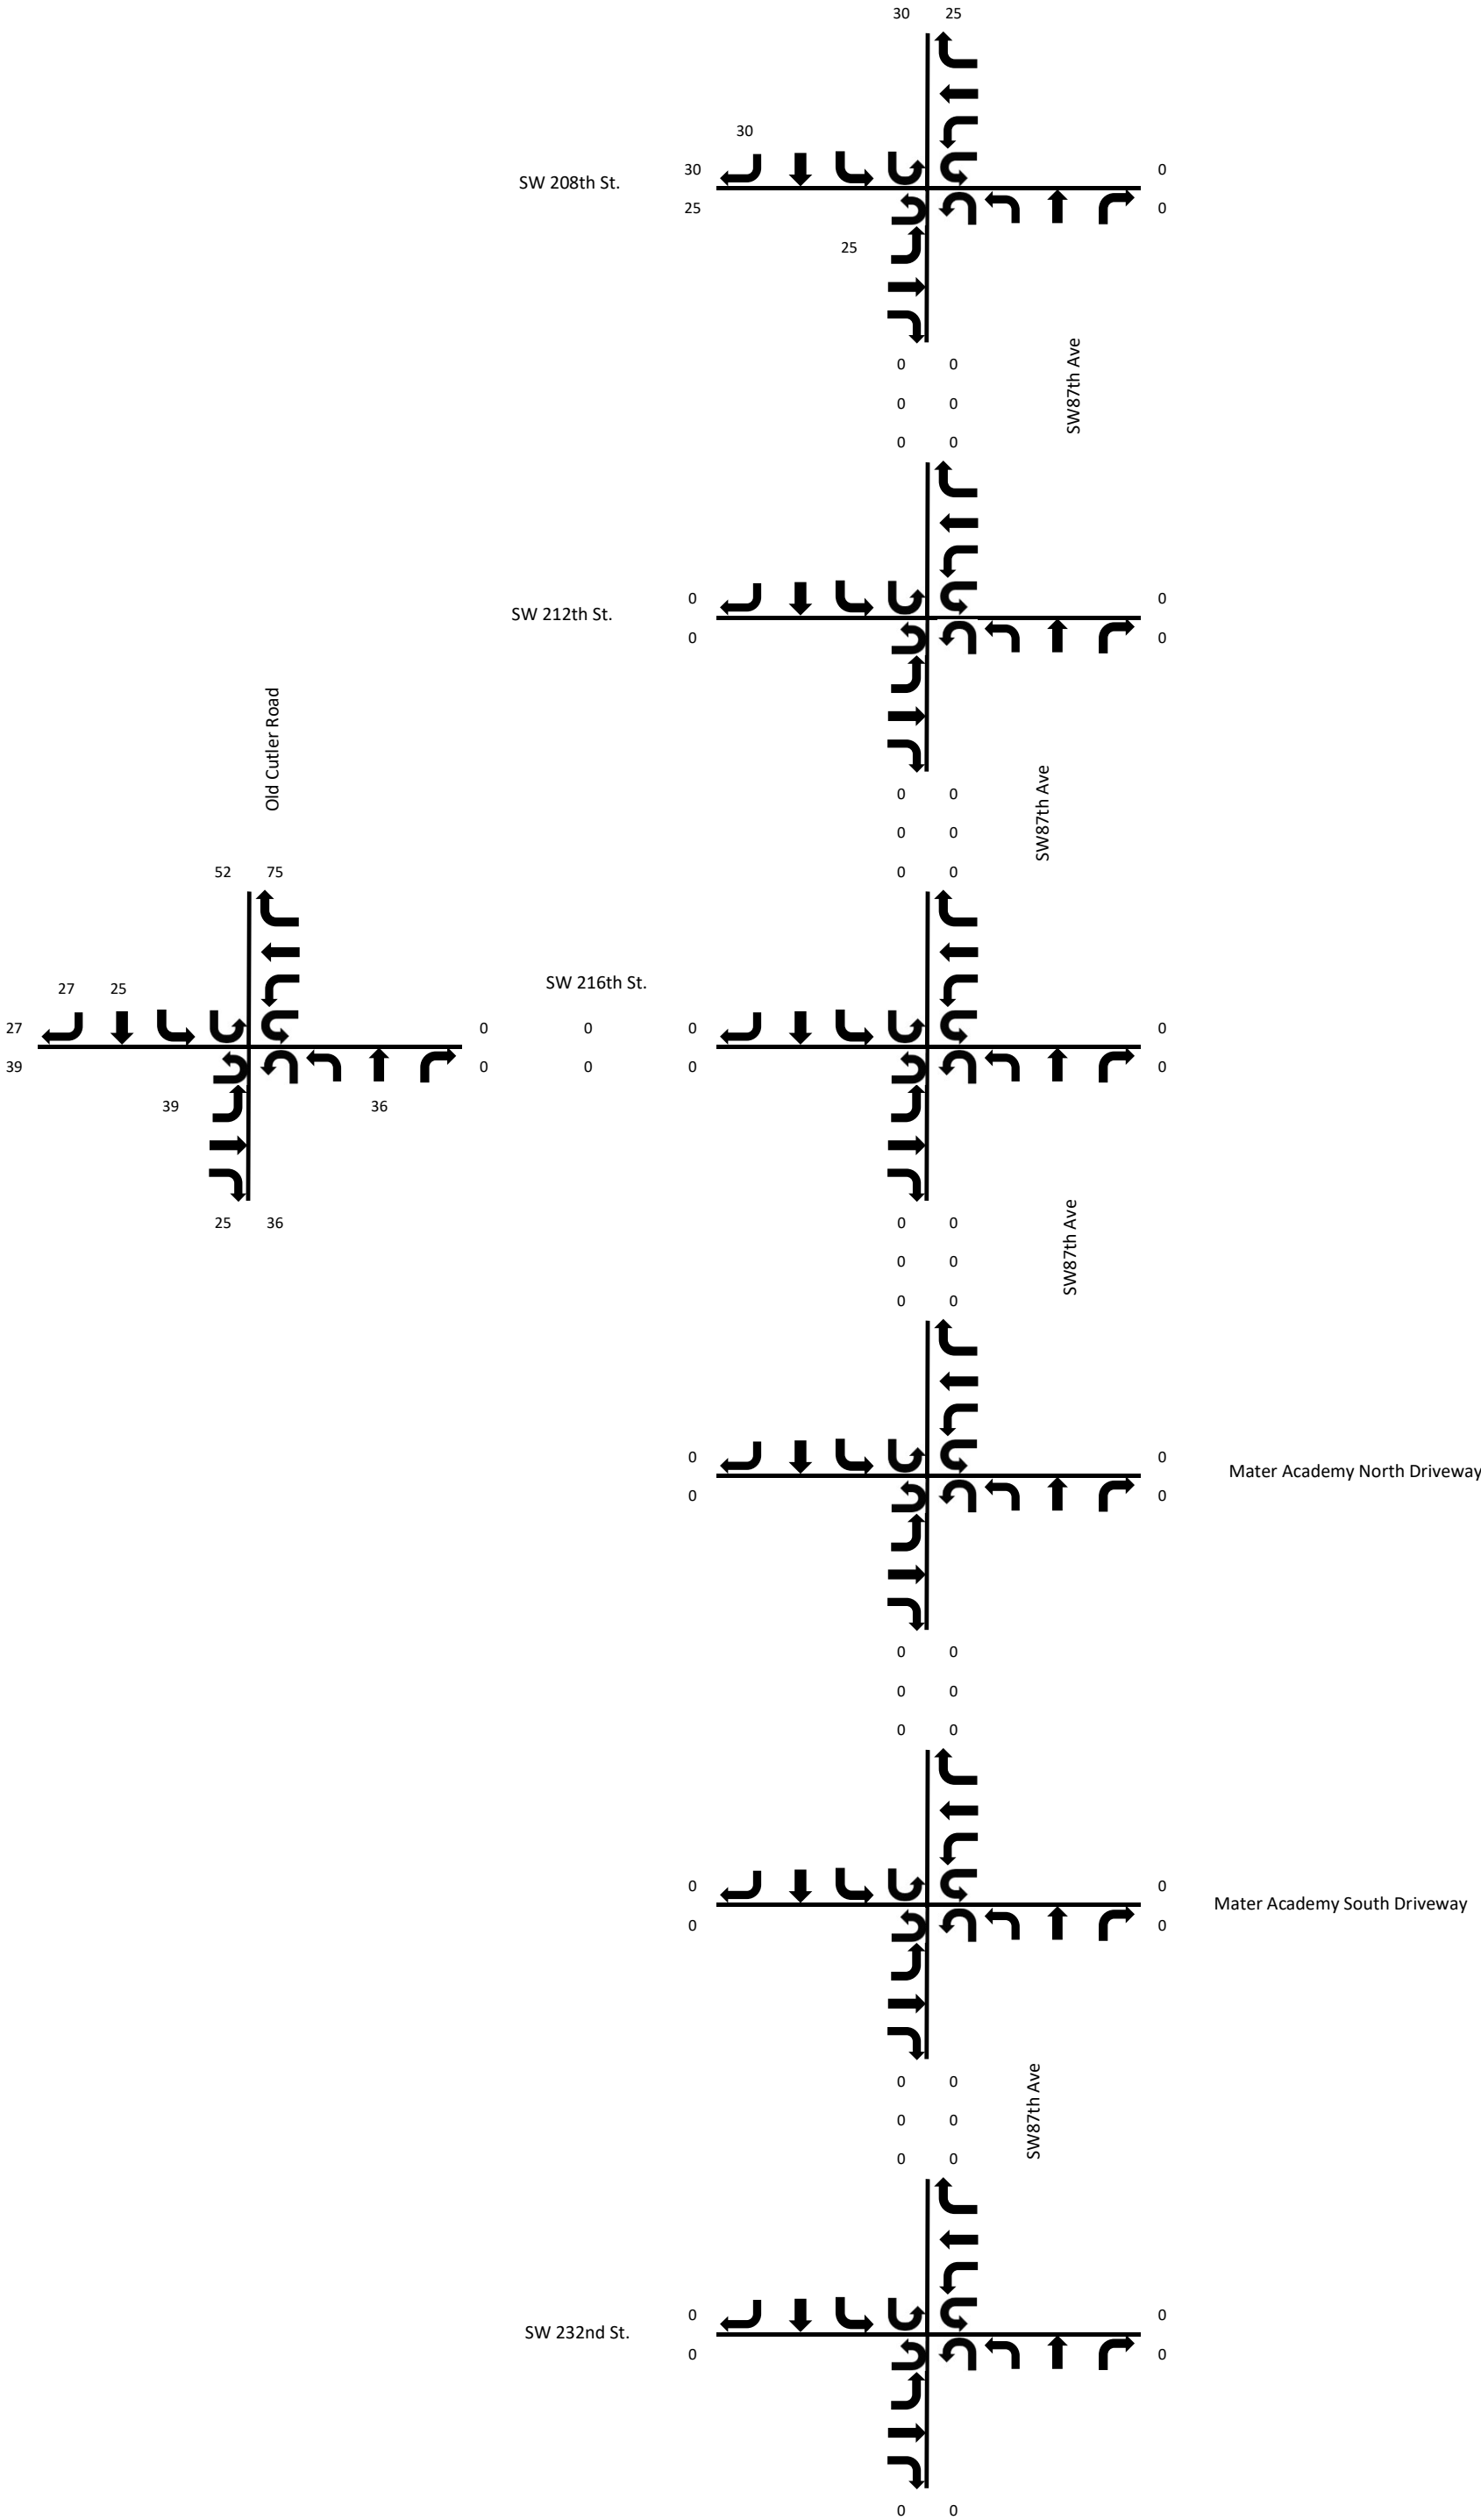 30 25
30
SW 208th St. 30 0
25 0
25
SW87th Ave
0 0
0 0
0 0
SW 212th St. 0 0
0 0
Old Cutler Road
SW87th Ave
0 0
0 0
52 75 0 0
27 25 SW 216th St.
27 0 0 0 0
39 0 0 0 0
39 36
25 36 0 0
SW87th Ave
0 0
0 0
0 0 Mater Academy North Driveway
0 0
0 0
0 0
0 0
0 0 Mater Academy South Driveway
0 0
SW87th Ave
0 0
0 0
0 0
SW 232nd St. 0 0
0 0
0 0